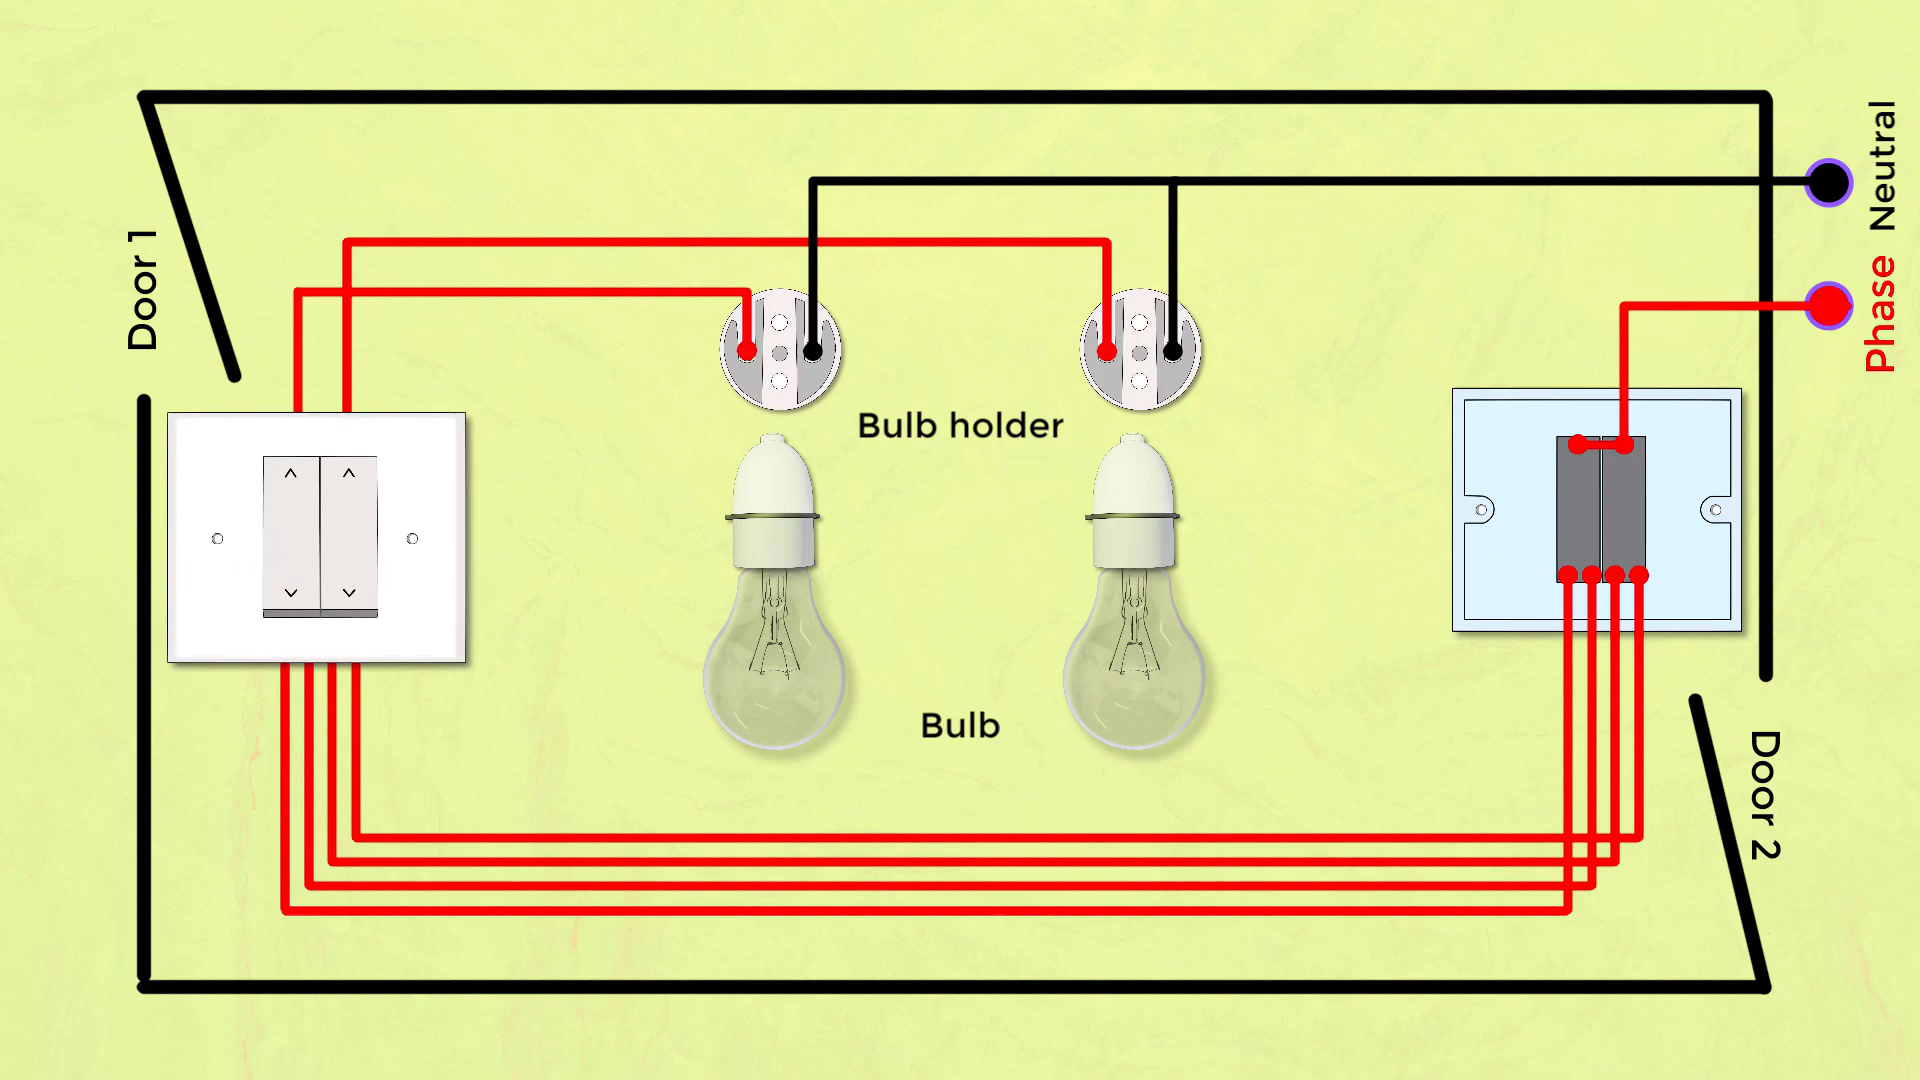 Neutral
Phase
Door 1
Bulb holder
Bulb
Door 2